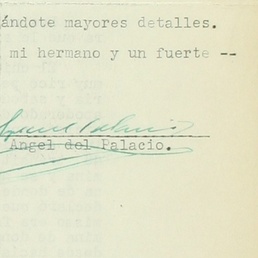 ándote mayores detalles.
mi hermano y un fuerte --
Angel del Palacio.